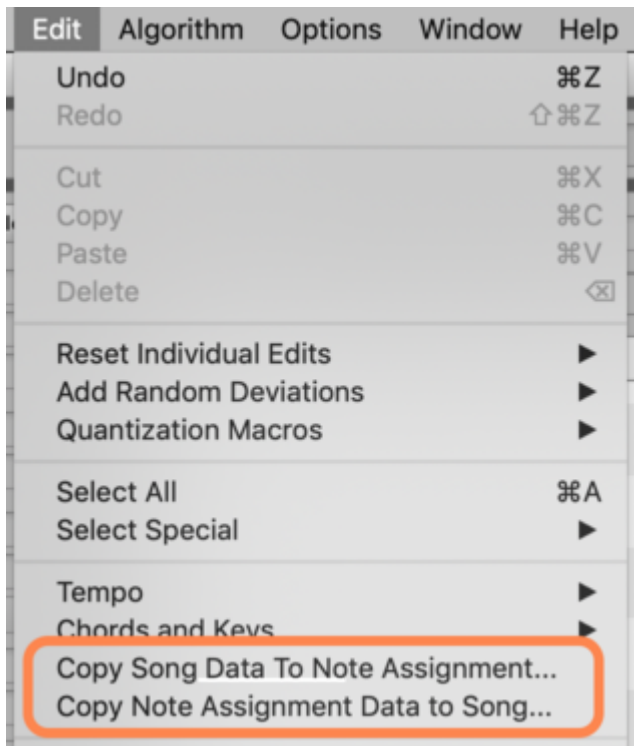 Edit Algorithm Options Window Help
Undo ⌘Z
Redo ⇧⌘Z
Cut ⌘X
Copy ⌘C
Paste ⌘V
Delete ⌫
Reset Individual Edits ▶
Add Random Deviations ▶
Quantization Macros ▶
Select All ⌘A
Select Special ▶
Tempo ▶
Chords and Keys ▶
Copy Song Data To Note Assignment...
Copy Note Assignment Data to Song...